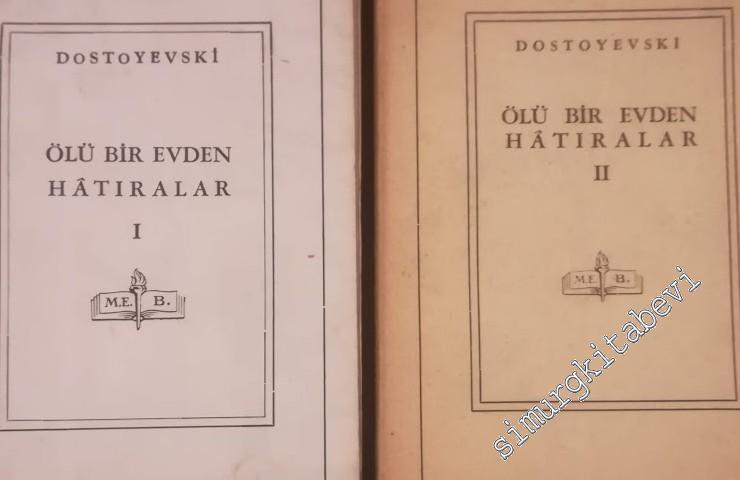 DOSTOYEVSKİ
ÖLÜ BİR EVDEN
HÂTIRALAR
I
M.E. B.
DOSTOYEVSKİ
ÖLÜ BİR EVDEN
HÂTIRALAR
II
M.E B.
simurgkitabevi